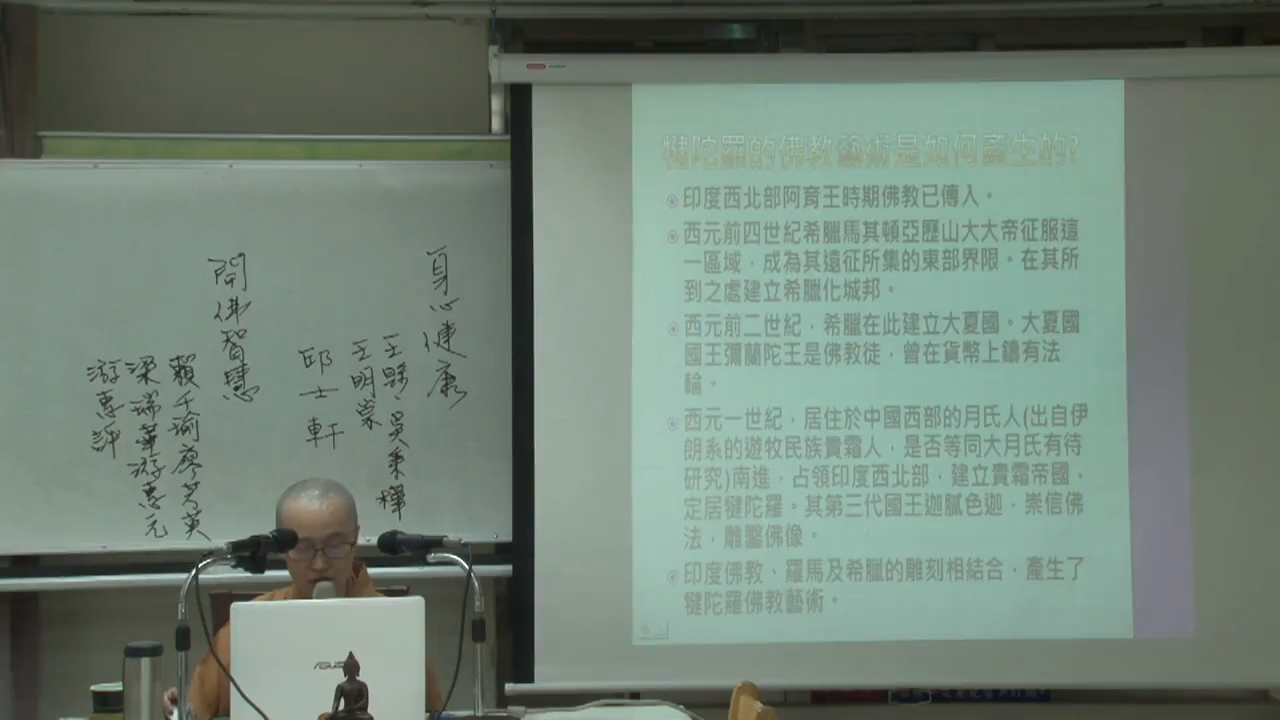 犍陀羅的佛教藝術是如何產生的?
印度西北部阿育王時期佛教已傳入。
西元前四世紀希臘馬其頓亞歷山大大帝征服這
一區域，成為其遠征所集的東部界限。在其所
到之處建立希臘化城邦。
西元前二世紀，希臘在此建立大夏國。大夏國
國王彌蘭陀王是佛教徒，曾在貨幣上鑄有法
輪。
西元一世紀，居住於中國西部的月氏人(出自伊
朗系的遊牧民族貴霜人，是否等同大月氏有待
研究)南進，占領印度西北部，建立貴霜帝國，
定居犍陀羅。其第三代國王迦膩色迦，崇信佛
法，雕鑿佛像。
印度佛教、羅馬及希臘的雕刻相結合，產生了
犍陀羅佛教藝術。
身心健康
王明崇
邱士軒
開佛智慧
賴千瑜廖芳英
梁瑞華游惠元
游惠評
ASUS